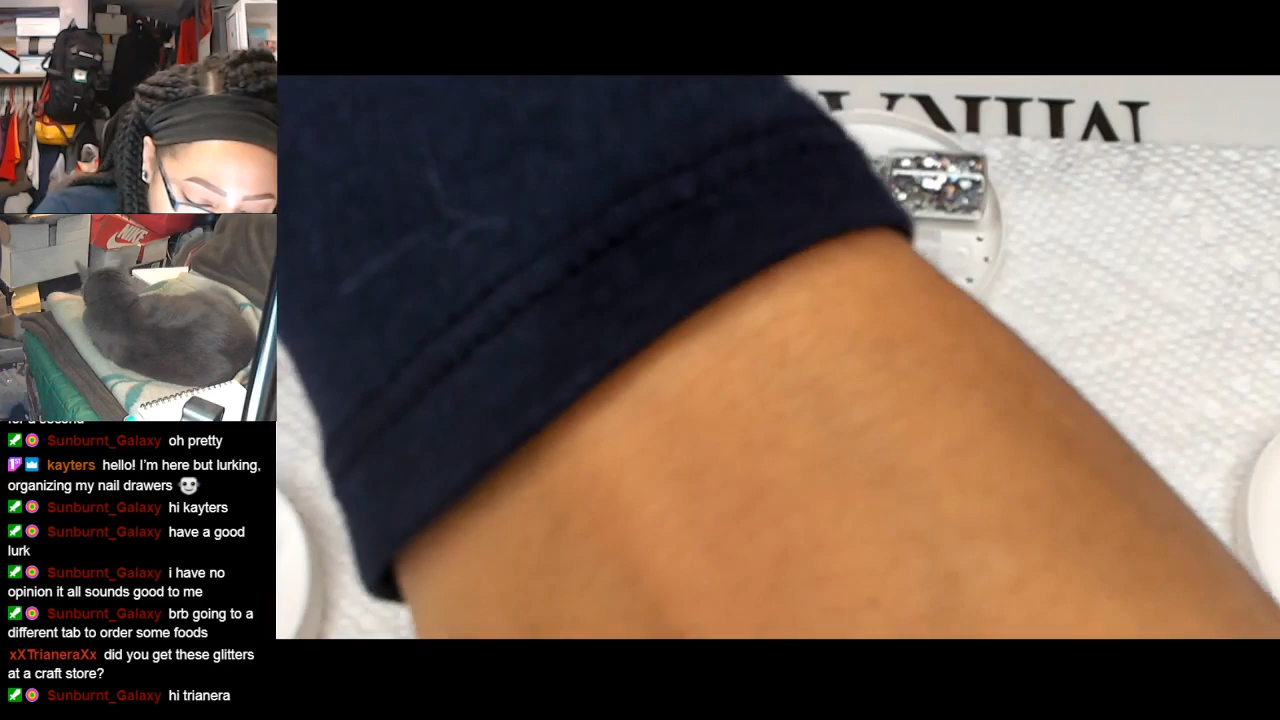 NIKE
Sunburnt_Galaxy oh pretty
kayters hello! I'm here but lurking,
organizing my nail drawers
Sunburnt_Galaxy hi kayters
Sunburnt_Galaxy have a good
lurk
Sunburnt_Galaxy i have no
opinion it all sounds good to me
Sunburnt_Galaxy brb going to a
different tab to order some foods
xXTrianeraXx did you get these glitters
at a craft store?
Sunburnt_Galaxy hi trianera